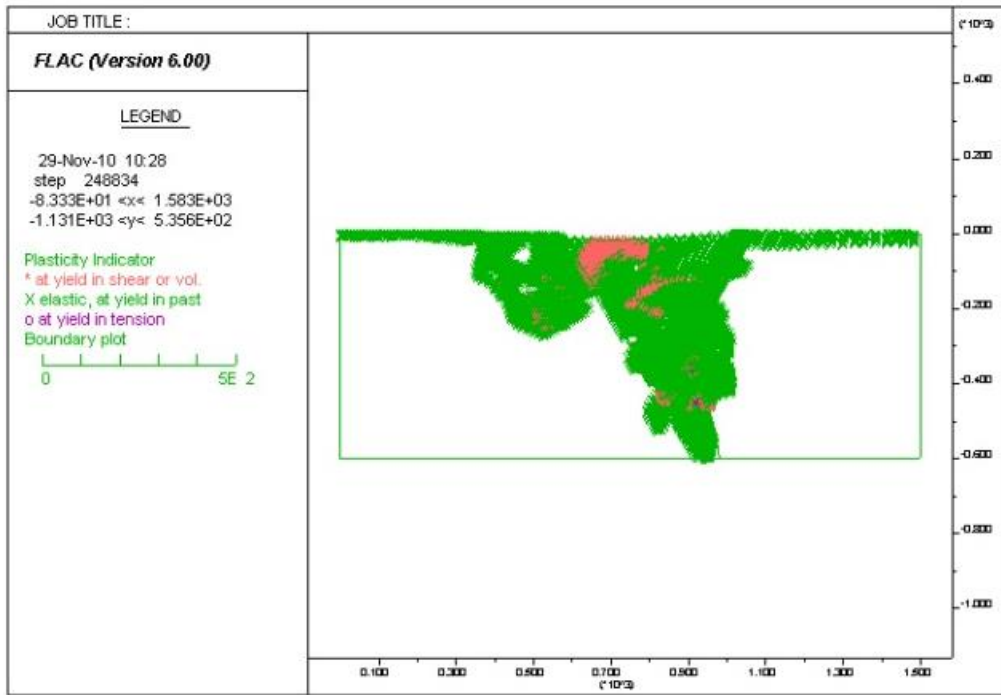 JOB TITLE :
FLAC (Version 6.00)
LEGEND
29-Nov-10 10:28
step 248834
-8.333E+01 <x< 1.583E+03
-1.131E+03 <y< 5.356E+02
Plasticity Indicator
* at yield in shear or vol.
X elastic, at yield in past
o at yield in tension
Boundary plot
0 5E 2
(*10^3)
0.400
0.200
0.000
-0.200
-0.400
-0.600
-0.800
-1.000
0.100 0.300 0.500 0.700 0.900 1.100 1.300 1.500
(*10^3)